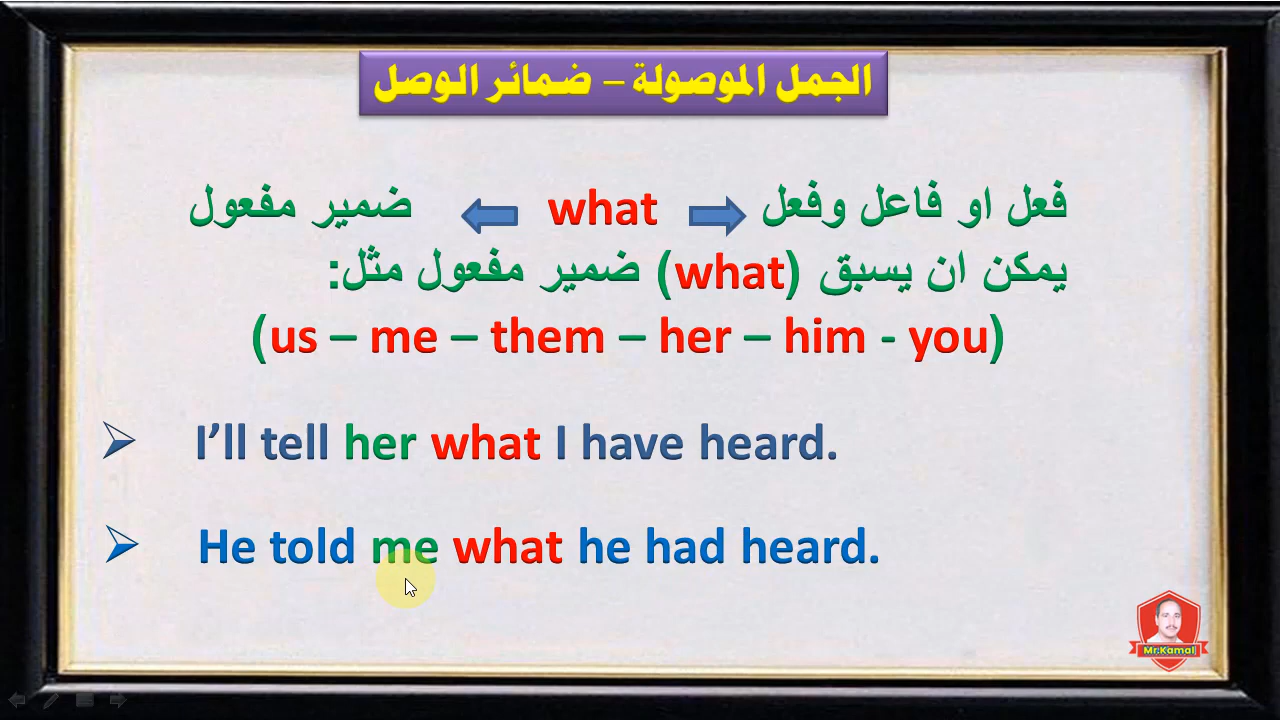 الجمل الموصولة – ضمائر الوصل
ضمير مفعول what فعل او فاعل وفعل
يمكن ان يسبق (what) ضمير مفعول مثل:
(us – me – them – her – him - you)
I’ll tell her what I have heard.
He told me what he had heard.
Mr.Kamal